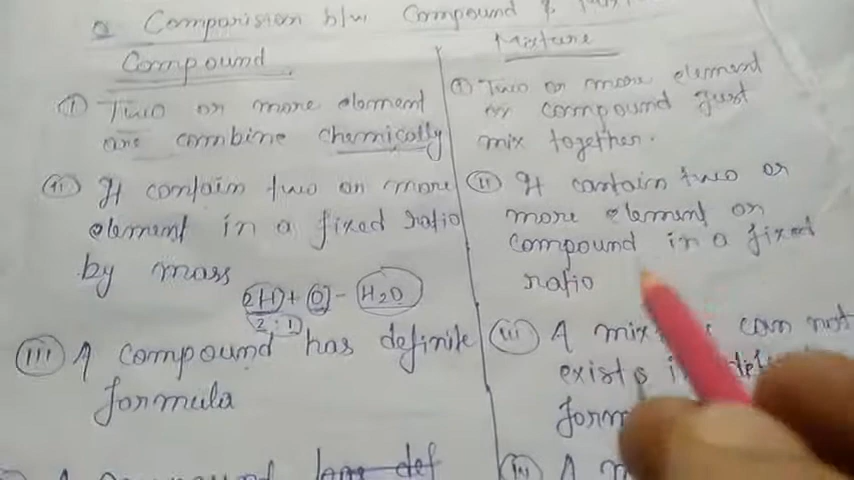 Q Comparision b/w Compound &
Compound
(i) Two or more element
are combine chemically
(ii) It contain two or more
element in a fixed ratio
by mass
2H + O - H2O
2:1
(iii) A compound has definite
formula
Mixture
(i) Two or more element
or compound Just
mix together.
(ii) It contain two or
more element or
compound in a fixed
ratio
(iii) A can not
exists
(iv) A